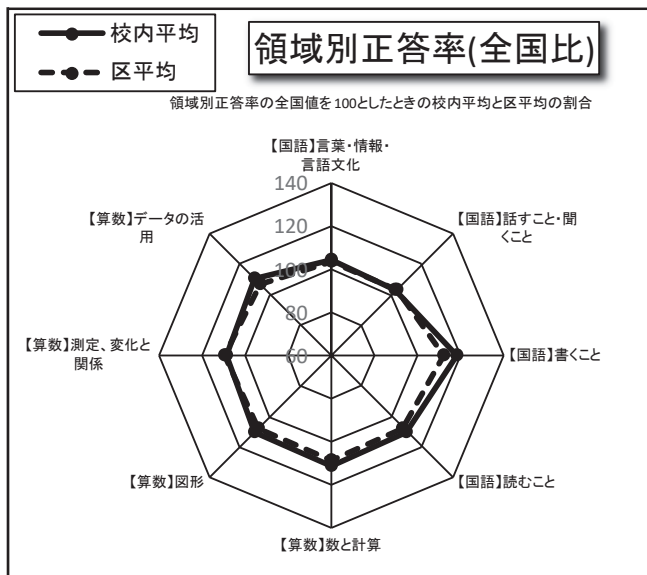 校内平均
区平均
領域別正答率(全国比)
領域別正答率の全国値を100としたときの校内平均と区平均の割合
【国語】言葉・情報・
言語文化
【国語】話すこと・聞
くこと
【国語】書くこと
【国語】読むこと
【算数】数と計算
【算数】図形
【算数】測定、変化と
関係
【算数】データの活
用
140
120
100
80
60